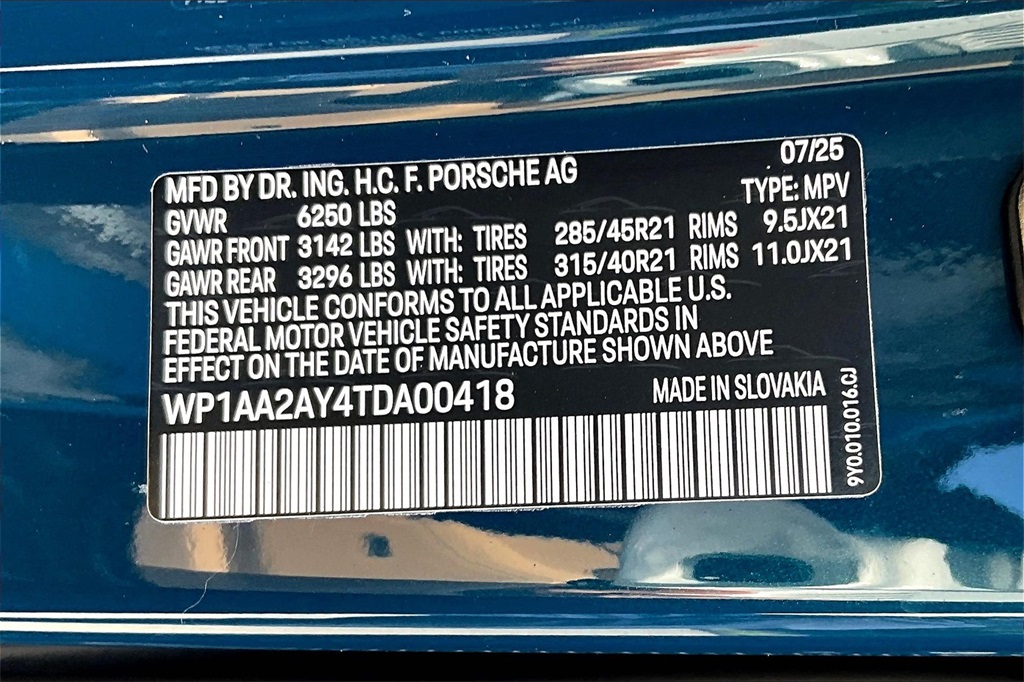 07/25
MFD BY DR. ING. H.C. F. PORSCHE AG
TYPE: MPV
GVWR 6250 LBS
GAWR FRONT 3142 LBS WITH: TIRES 285/45R21 RIMS 9.5JX21
GAWR REAR 3296 LBS WITH: TIRES 315/40R21 RIMS 11.0JX21
THIS VEHICLE CONFORMS TO ALL APPLICABLE U.S.
FEDERAL MOTOR VEHICLE SAFETY STANDARDS IN
EFFECT ON THE DATE OF MANUFACTURE SHOWN ABOVE
WP1AA2AY4TDA00418 MADE IN SLOVAKIA
9Y0.010.016.CJ